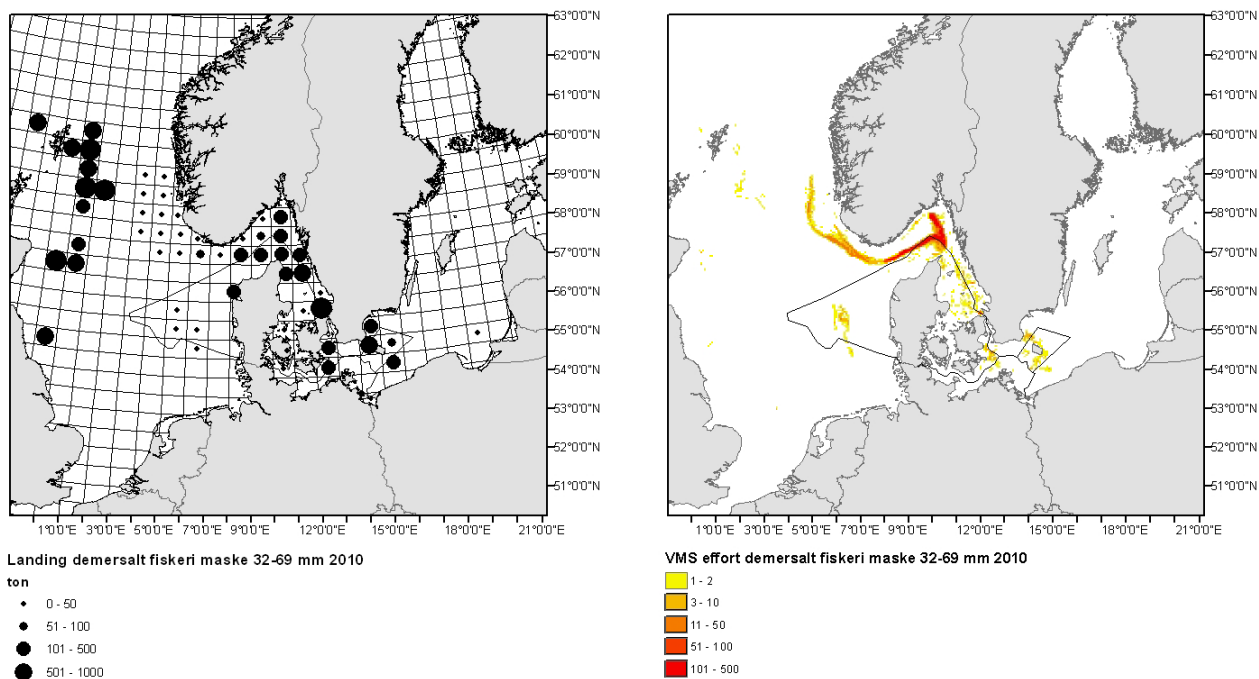 63°0'0"N
62°0'0"N
61°0'0"N
60°0'0"N
59°0'0"N
58°0'0"N
57°0'0"N
56°0'0"N
55°0'0"N
54°0'0"N
53°0'0"N
52°0'0"N
51°0'0"N
1°0'0"E 3°0'0"E 5°0'0"E 7°0'0"E 9°0'0"E 12°0'0"E 15°0'0"E 18°0'0"E 21°0'0"E
Landing demersalt fiskeri maske 32-69 mm 2010
ton
0 - 50
51 - 100
101 - 500
501 - 1000
63°0'0"N
62°0'0"N
61°0'0"N
60°0'0"N
59°0'0"N
58°0'0"N
57°0'0"N
56°0'0"N
55°0'0"N
54°0'0"N
53°0'0"N
52°0'0"N
51°0'0"N
1°0'0"E 3°0'0"E 5°0'0"E 7°0'0"E 9°0'0"E 12°0'0"E 15°0'0"E 18°0'0"E 21°0'0"E
VMS effort demersalt fiskeri maske 32-69 mm 2010
1 - 2
3 - 10
11 - 50
51 - 100
101 - 500